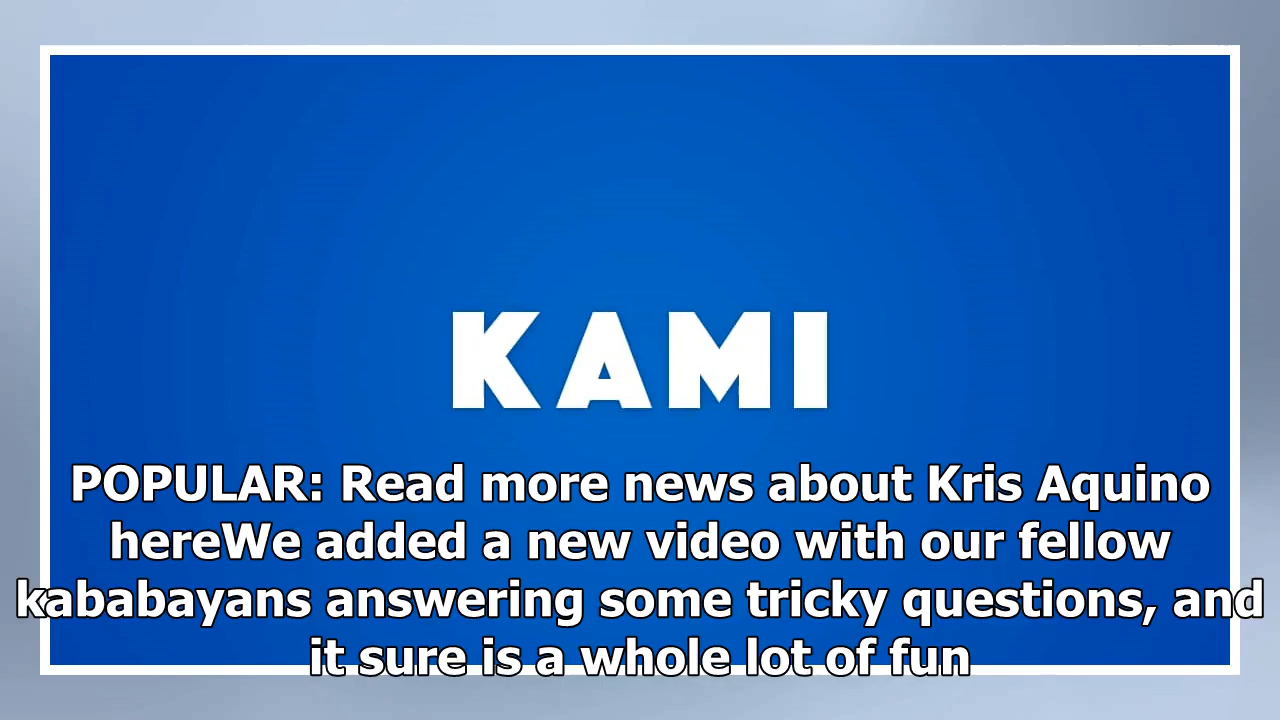 KAMI
POPULAR: Read more news about Kris Aquino
hereWe added a new video with our fellow
kababayans answering some tricky questions, and
it sure is a whole lot of fun